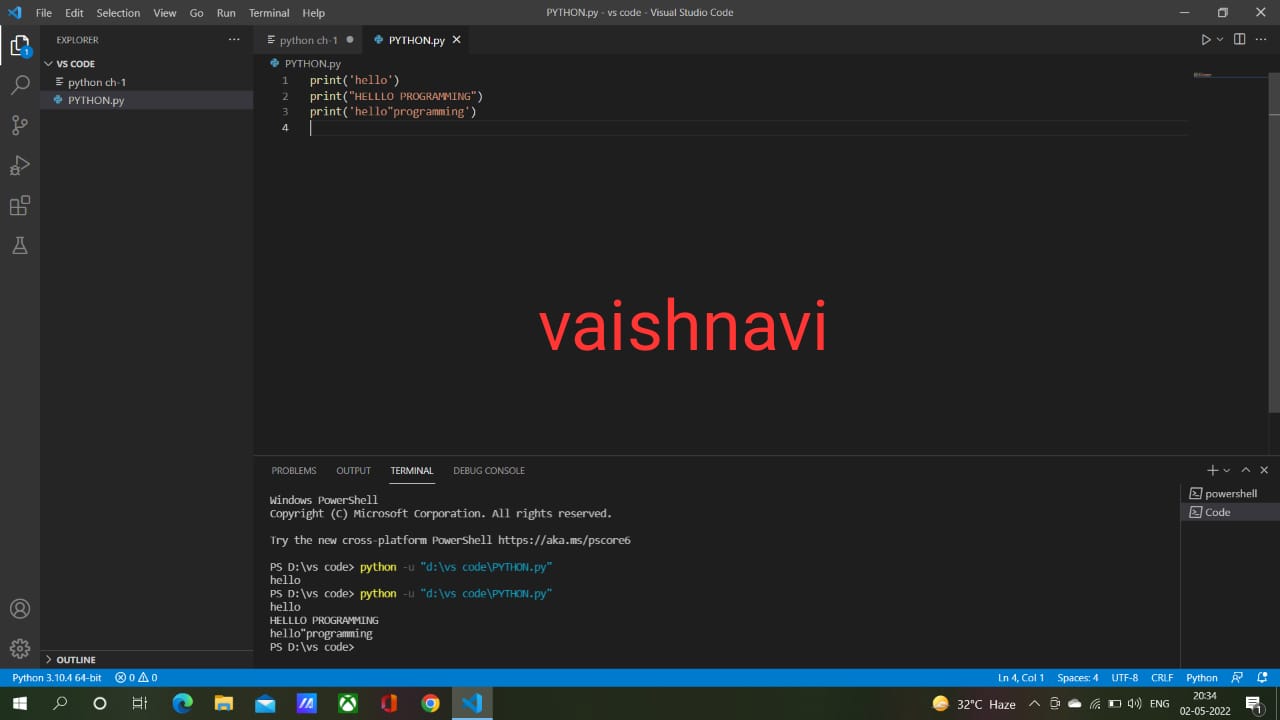 File Edit Selection View Go Run Terminal Help PYTHON.py - vs code - Visual Studio Code
EXPLORER
python ch-1 PYTHON.py
1
VS CODE
python ch-1
PYTHON.py
PYTHON.py
1 print('hello')
2 print("HELLLO PROGRAMMING")
3 print('hello"programming')
4
vaishnavi
PROBLEMS OUTPUT TERMINAL DEBUG CONSOLE
powershell
Code
Windows PowerShell
Copyright (C) Microsoft Corporation. All rights reserved.
Try the new cross-platform PowerShell https://aka.ms/pscore6
PS D:\vs code> python -u "d:\vs code\PYTHON.py"
hello
PS D:\vs code> python -u "d:\vs code\PYTHON.py"
hello
HELLLO PROGRAMMING
hello"programming
PS D:\vs code>
OUTLINE
Python 3.10.4 64-bit 0 0 Ln 4, Col 1 Spaces: 4 UTF-8 CRLF Python
32°C Haze ENG 20:34
02-05-2022
1